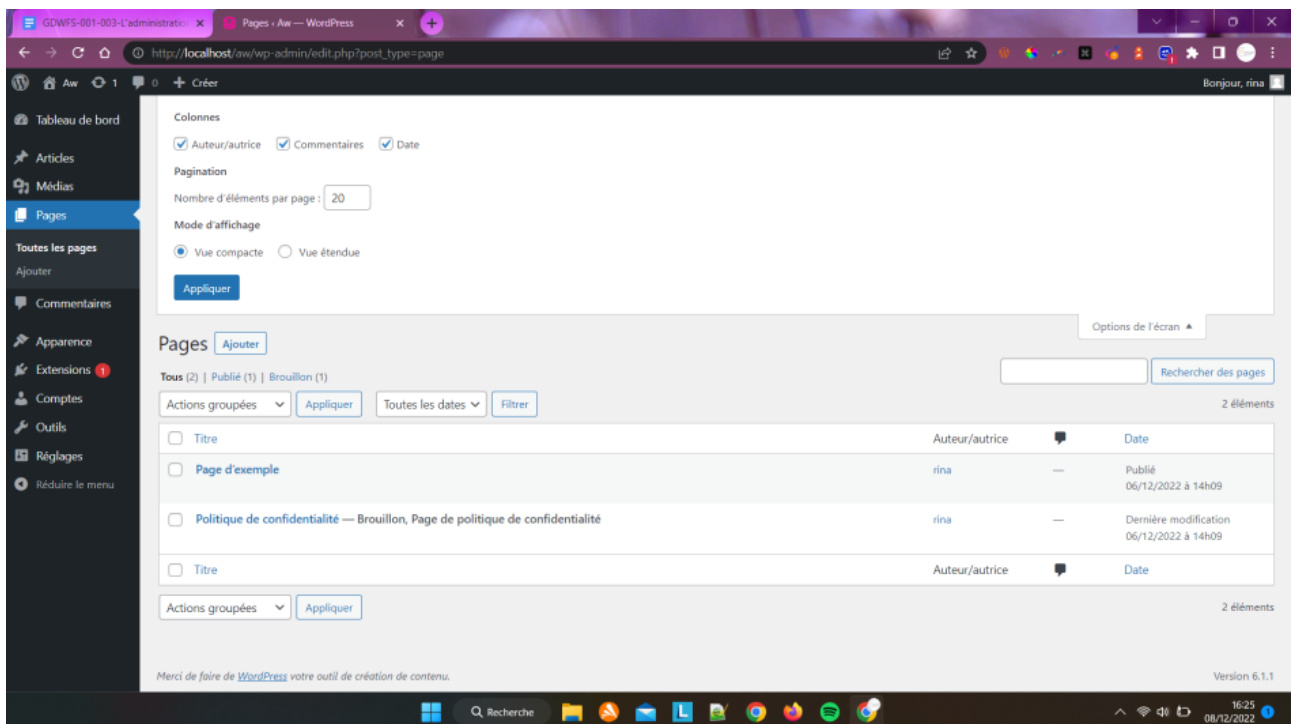 GDWFS-001-003-L'administratio
Pages ‹ Aw — WordPress
http://localhost/aw/wp-admin/edit.php?post_type=page
Aw 1 0 Créer
Bonjour, rina
Tableau de bord
Articles
Médias
Pages
Toutes les pages
Ajouter
Commentaires
Apparence
Extensions 1
Comptes
Outils
Réglages
Réduire le menu
Colonnes
Auteur/autrice Commentaires Date
Pagination
Nombre d'éléments par page : 20
Mode d'affichage
Vue compacte Vue étendue
Appliquer
Options de l'écran ▲
Pages Ajouter
Tous (2) | Publié (1) | Brouillon (1)
Rechercher des pages
Actions groupées Appliquer Toutes les dates Filtrer
2 éléments
Titre Auteur/autrice Date
Page d'exemple rina — Publié
06/12/2022 à 14h09
Politique de confidentialité — Brouillon, Page de politique de confidentialité rina — Dernière modification
06/12/2022 à 14h09
Titre Auteur/autrice Date
Actions groupées Appliquer
2 éléments
Merci de faire de WordPress votre outil de création de contenu.
Version 6.1.1
Recherche
L
16:25
08/12/2022
1